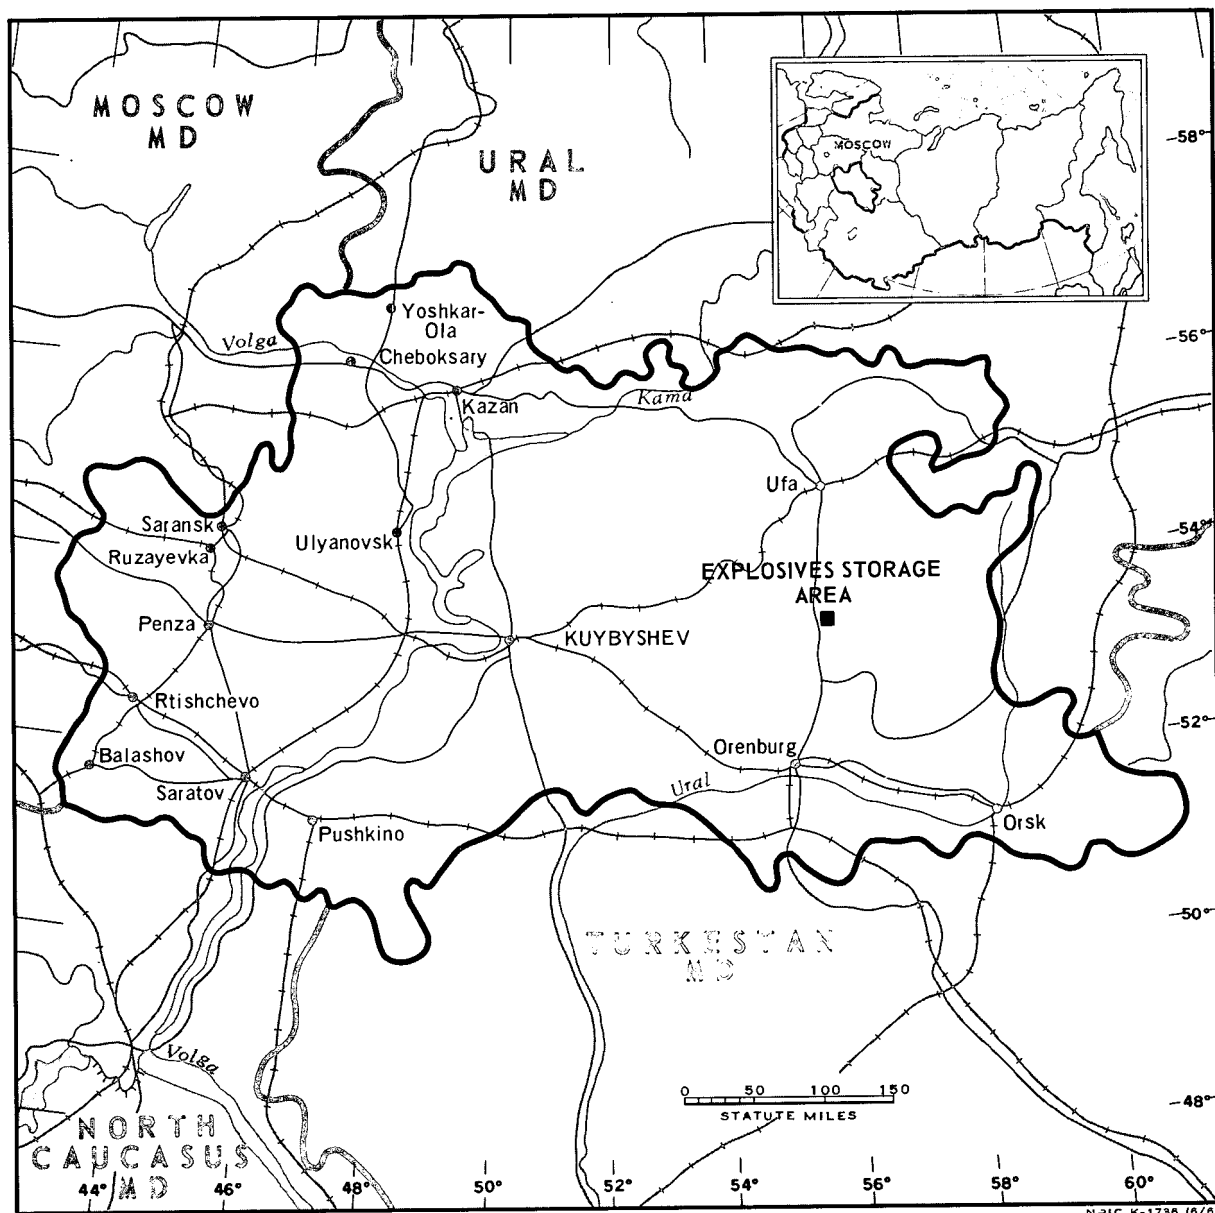 MOSCOW
MD
URAL
MD
MOSCOW
58°
56°
54°
52°
50°
48°
Yoshkar-
Ola
Volga
Cheboksary
Kazan
Kama
Ufa
Saransk
Ulyanovsk
Ruzayevka
EXPLOSIVES STORAGE
AREA
Penza
KUYBYSHEV
Rtishchevo
Balashov
Orenburg
Saratov
Ural
Pushkino
Orsk
TURKESTAN
MD
Volga
0 50 100 150
STATUTE MILES
NORTH
CAUCASUS
MD
44° 46° 48° 50° 52° 54° 56° 58° 60°